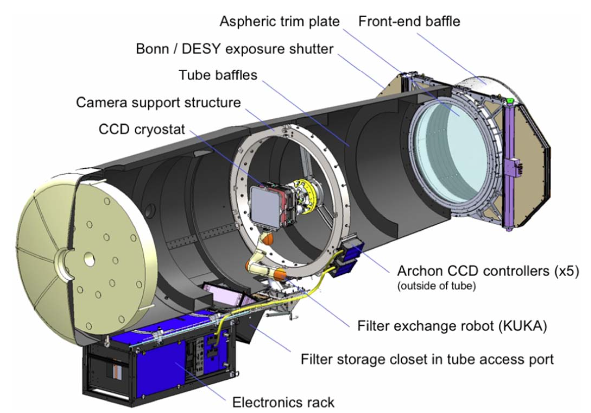 Aspheric trim plate
Front-end baffle
Bonn / DESY exposure shutter
Tube baffles
Camera support structure
CCD cryostat
Archon CCD controllers (x5)
(outside of tube)
Filter exchange robot (KUKA)
Filter storage closet in tube access port
Electronics rack